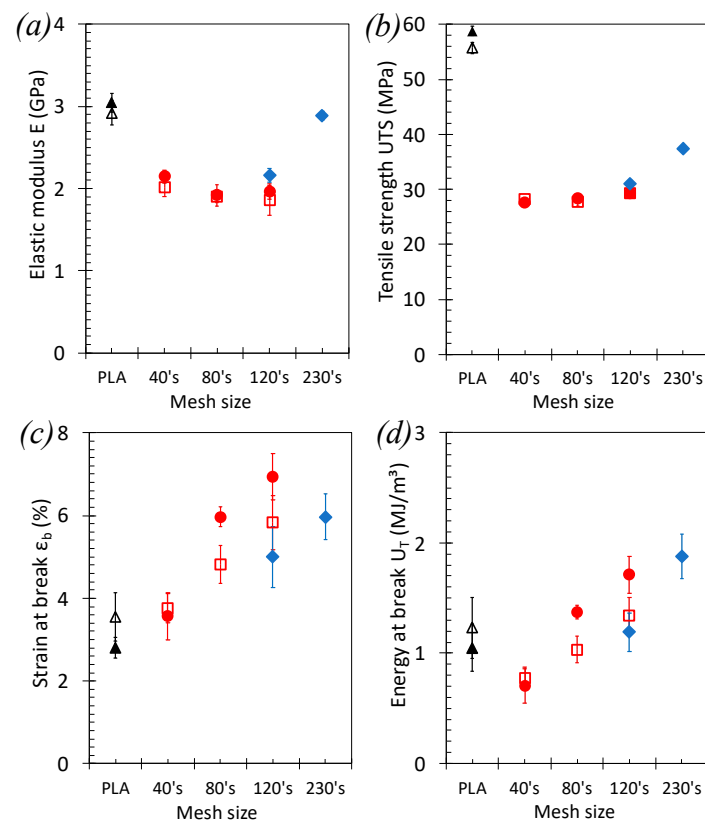 (a)
4
3
2
1
0
Elastic modulus E (GPa)
PLA 40's 80's 120's 230's
Mesh size
(b)
60
50
40
30
20
10
0
Tensile strength UTS (MPa)
PLA 40's 80's 120's 230's
Mesh size
(c)
8
6
4
2
0
Strain at break ε_b (%)
PLA 40's 80's 120's 230's
Mesh size
(d)
3
2
1
0
Energy at break U_T (MJ/m³)
PLA 40's 80's 120's 230's
Mesh size